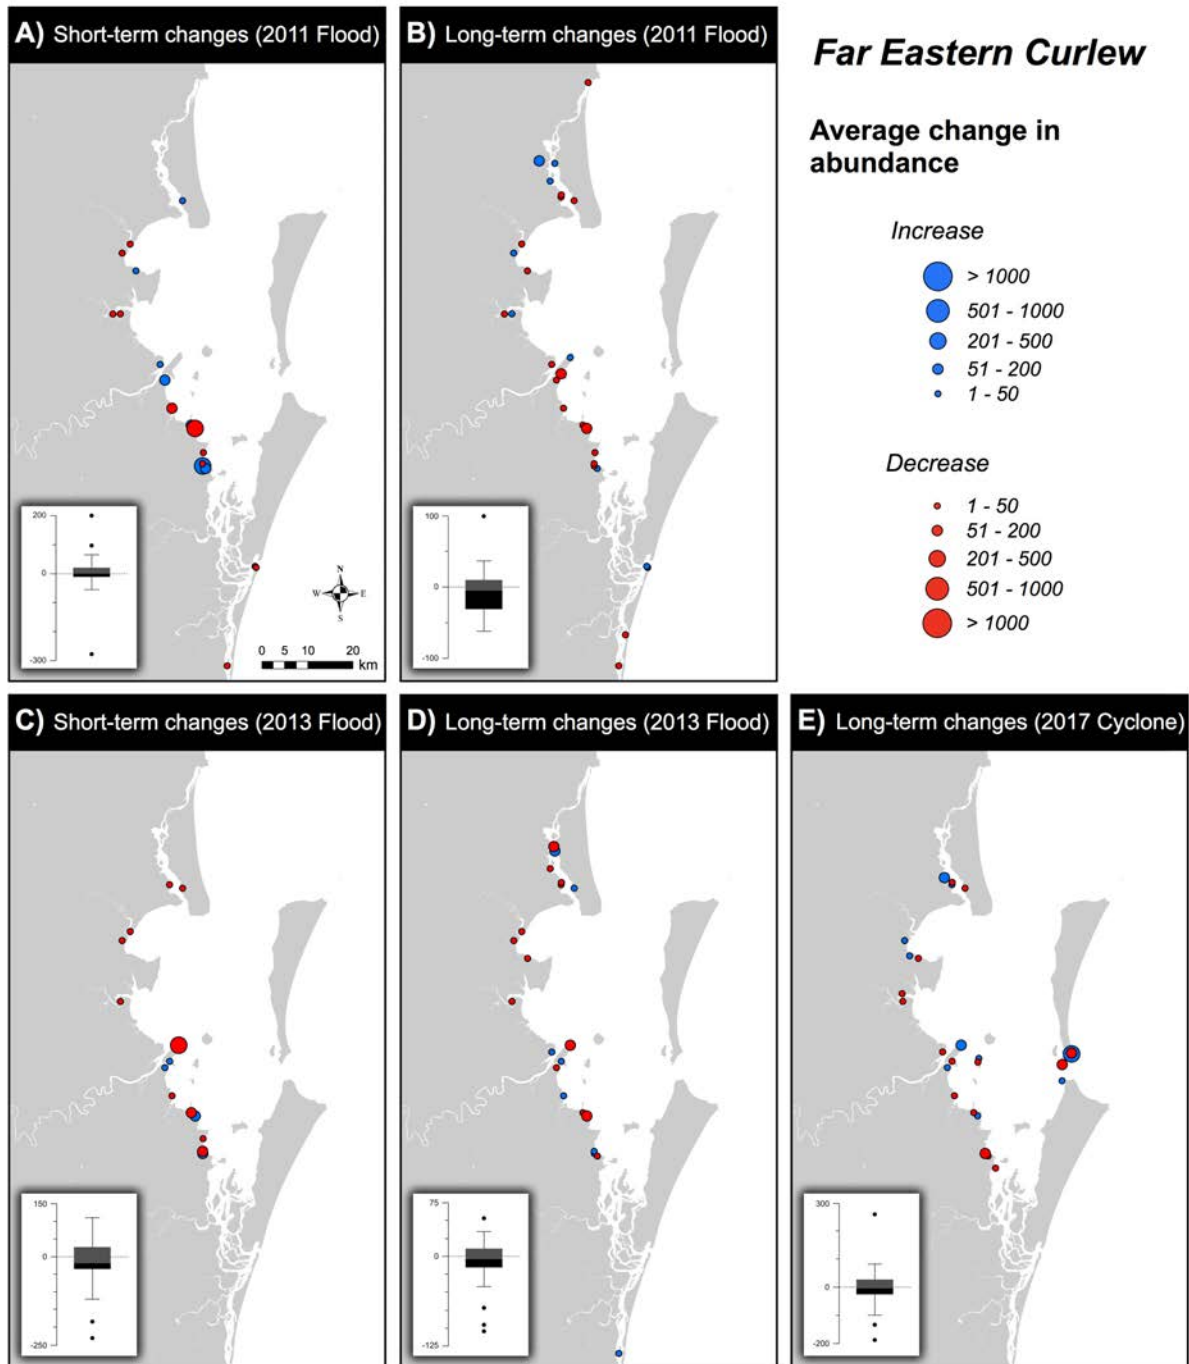 A) Short-term changes (2011 Flood)
B) Long-term changes (2011 Flood)
Far Eastern Curlew
Average change in
abundance
Increase
> 1000
501 - 1000
201 - 500
51 - 200
1 - 50
Decrease
1 - 50
51 - 200
201 - 500
501 - 1000
> 1000
200
0
-300
N
W
E
S
0 5 10 20
km
100
0
-100
C) Short-term changes (2013 Flood)
D) Long-term changes (2013 Flood)
E) Long-term changes (2017 Cyclone)
150
0
-250
75
0
-125
300
0
-200